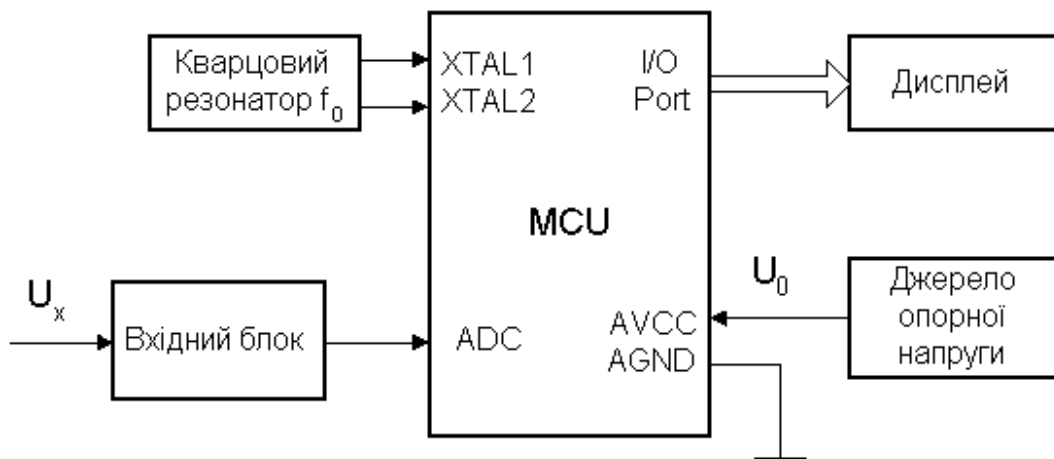 Кварцовий
резонатор f0
XTAL1
XTAL2
I/O
Port
Дисплей
MCU
Ux
Вхідний блок
ADC
U0
AVCC
AGND
Джерело
опорної
напруги